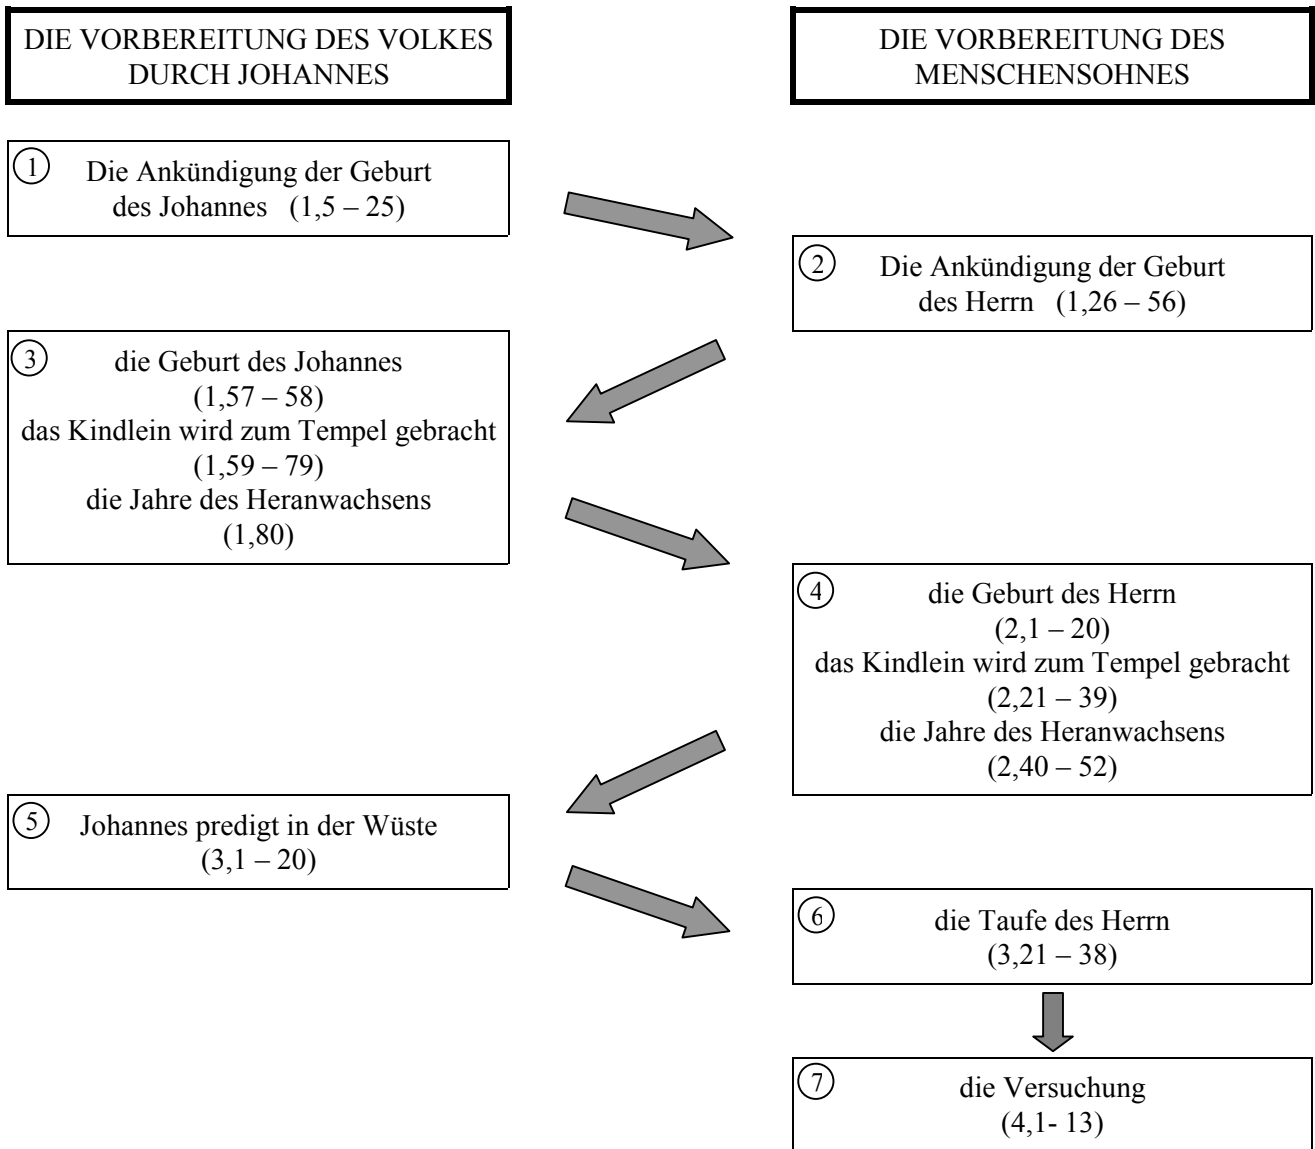 DIE VORBEREITUNG DES VOLKES
DURCH JOHANNES
DIE VORBEREITUNG DES
MENSCHENSOHNES
1 Die Ankündigung der Geburt
des Johannes (1,5 – 25)
2 Die Ankündigung der Geburt
des Herrn (1,26 – 56)
3 die Geburt des Johannes
(1,57 – 58)
das Kindlein wird zum Tempel gebracht
(1,59 – 79)
die Jahre des Heranwachsens
(1,80)
4 die Geburt des Herrn
(2,1 – 20)
das Kindlein wird zum Tempel gebracht
(2,21 – 39)
die Jahre des Heranwachsens
(2,40 – 52)
5 Johannes predigt in der Wüste
(3,1 – 20)
6 die Taufe des Herrn
(3,21 – 38)
7 die Versuchung
(4,1- 13)